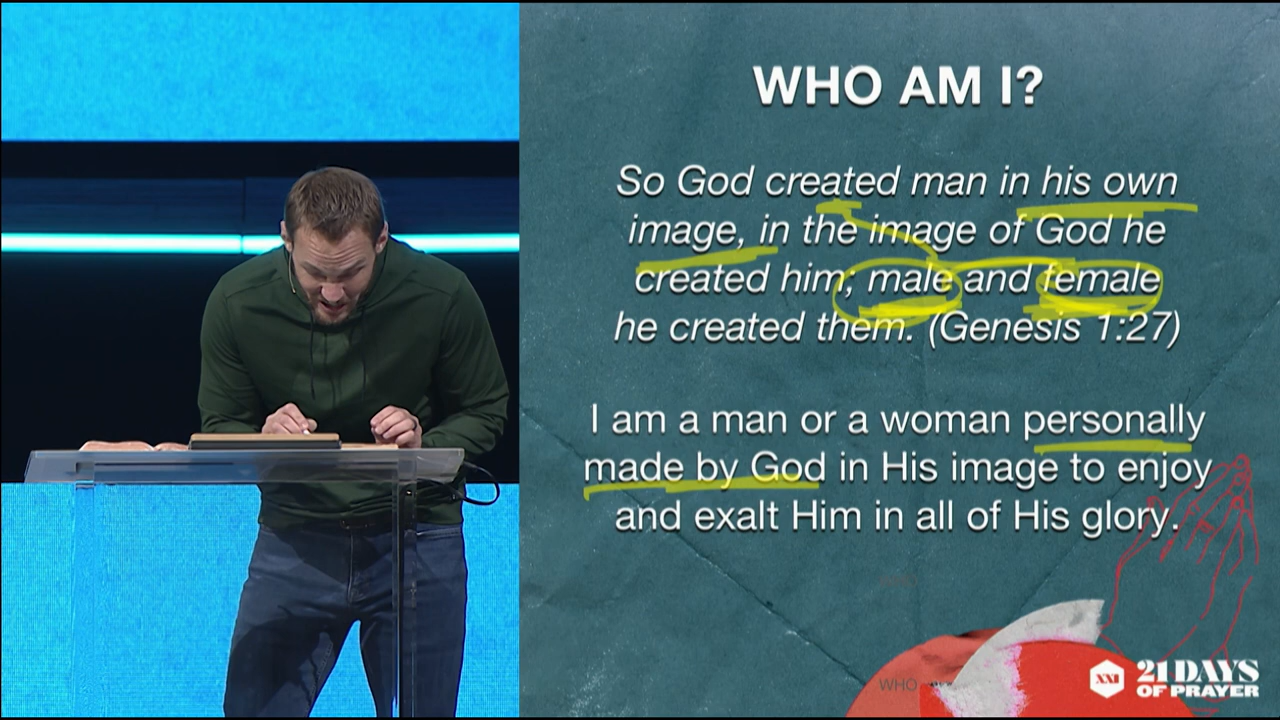 WHO AM I?
So God created man in his own
image, in the image of God he
created him; male and female
he created them. (Genesis 1:27)
I am a man or a woman personally
made by God in His image to enjoy
and exalt Him in all of His glory.
WHO
XXI
21 DAYS
OF PRAYER